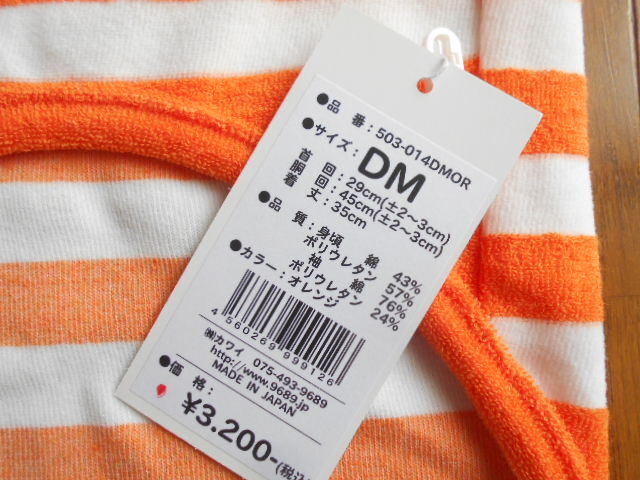 ●品 番：503-014DMOR
●サイズ：DM
首 回：29cm(±2～3cm)
胴 回：45cm(±2～3cm)
着 丈：35cm
●品 質：身頃 綿 43%
ポリウレタン 57%
袖 綿 76%
ポリウレタン 24%
●カラー：オレンジ
4 560269 999126
㈱カワイ 075-493-9689
http://www.9689.jp
MADE IN JAPAN
●価 格：
¥3.200-(税込